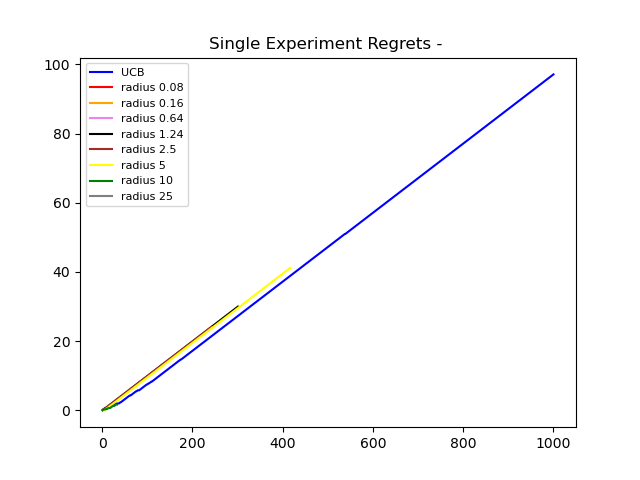 Single Experiment Regrets -
100
80
60
40
20
0
UCB
radius 0.08
radius 0.16
radius 0.64
radius 1.24
radius 2.5
radius 5
radius 10
radius 25
0 200 400 600 800 1000